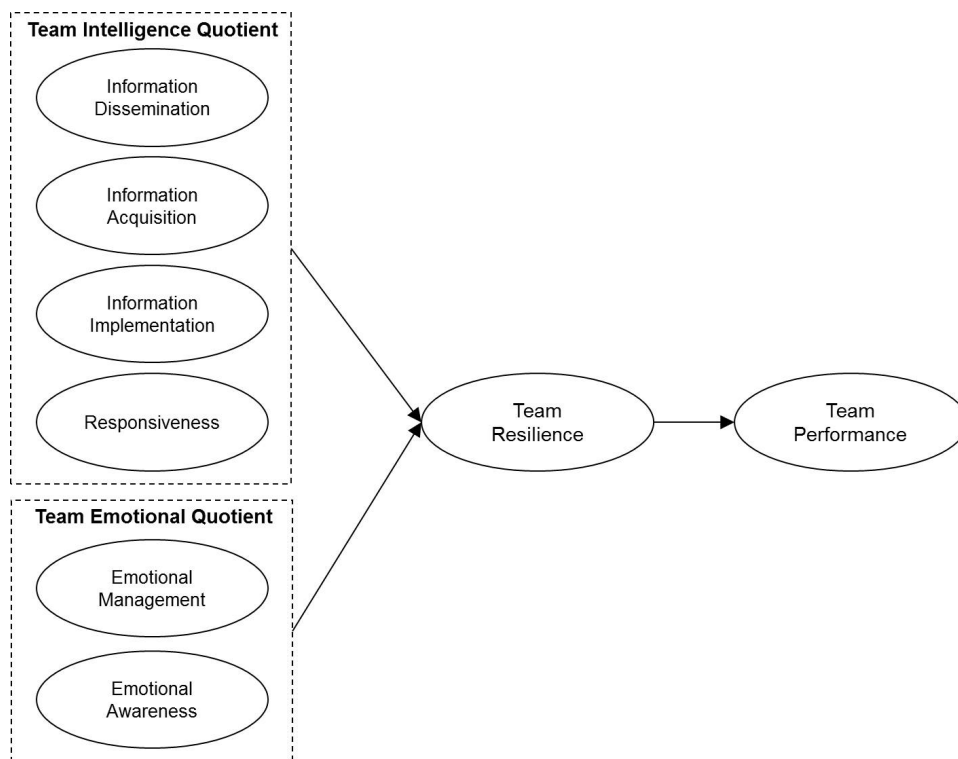 Team Intelligence Quotient
Information
Dissemination
Information
Acquisition
Information
Implementation
Responsiveness
Team Emotional Quotient
Emotional
Management
Emotional
Awareness
Team
Resilience
Team
Performance